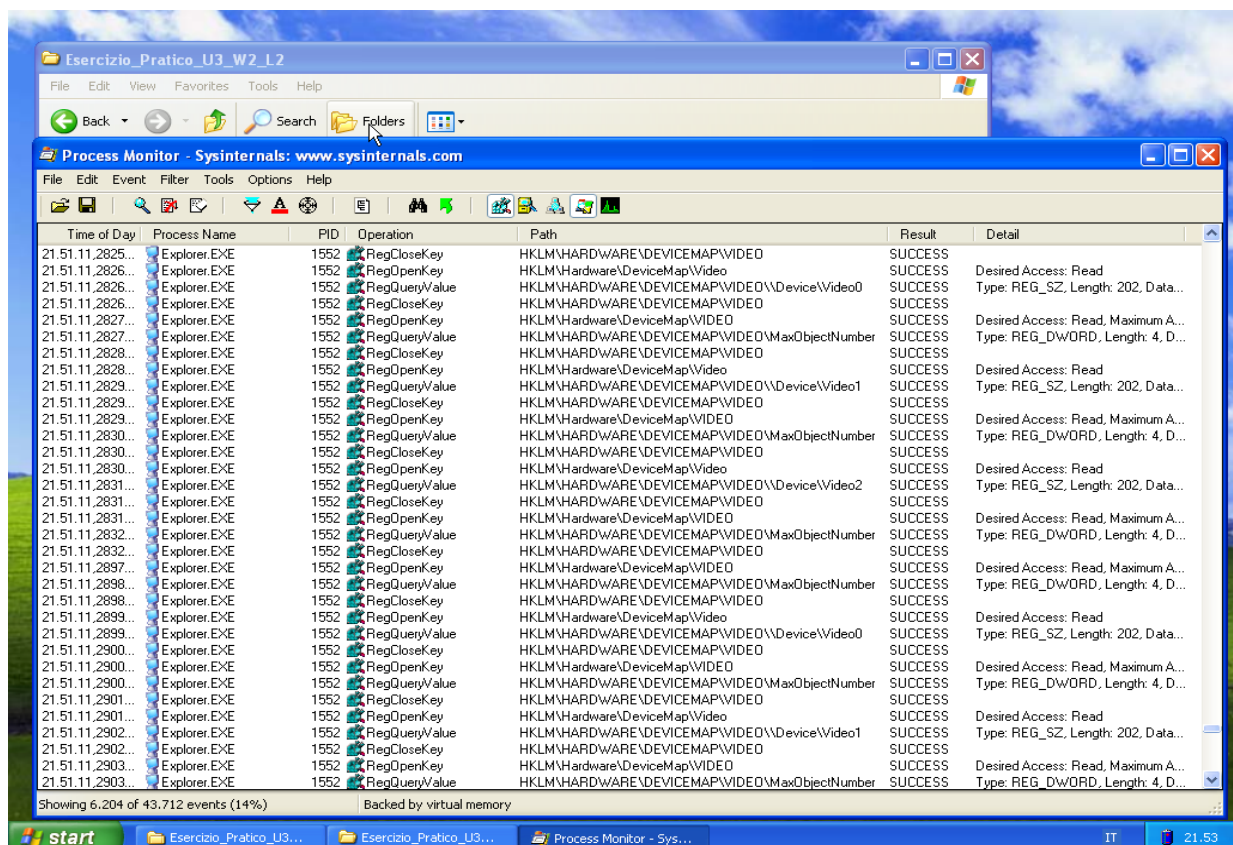 Esercizio_Pratico_U3_W2_L2
File Edit View Favorites Tools Help
Back Search Folders
Process Monitor - Sysinternals: www.sysinternals.com
File Edit Event Filter Tools Options Help
Time of Day Process Name PID Operation Path Result Detail
21.51.11,2825... Explorer.EXE 1552 RegCloseKey HKLM\HARDWARE\DEVICEMAP\VIDEO SUCCESS
21.51.11,2826... Explorer.EXE 1552 RegOpenKey HKLM\Hardware\DeviceMap\Video SUCCESS Desired Access: Read
21.51.11,2826... Explorer.EXE 1552 RegQueryValue HKLM\HARDWARE\DEVICEMAP\VIDEO\\Device\Video0 SUCCESS Type: REG_SZ, Length: 202, Data...
21.51.11,2826... Explorer.EXE 1552 RegCloseKey HKLM\HARDWARE\DEVICEMAP\VIDEO SUCCESS
21.51.11,2827... Explorer.EXE 1552 RegOpenKey HKLM\Hardware\DeviceMap\VIDEO SUCCESS Desired Access: Read, Maximum A...
21.51.11,2827... Explorer.EXE 1552 RegQueryValue HKLM\HARDWARE\DEVICEMAP\VIDEO\MaxObjectNumber SUCCESS Type: REG_DWORD, Length: 4, D...
21.51.11,2828... Explorer.EXE 1552 RegCloseKey HKLM\HARDWARE\DEVICEMAP\VIDEO SUCCESS
21.51.11,2828... Explorer.EXE 1552 RegOpenKey HKLM\Hardware\DeviceMap\Video SUCCESS Desired Access: Read
21.51.11,2829... Explorer.EXE 1552 RegQueryValue HKLM\HARDWARE\DEVICEMAP\VIDEO\\Device\Video1 SUCCESS Type: REG_SZ, Length: 202, Data...
21.51.11,2829... Explorer.EXE 1552 RegCloseKey HKLM\HARDWARE\DEVICEMAP\VIDEO SUCCESS
21.51.11,2829... Explorer.EXE 1552 RegOpenKey HKLM\Hardware\DeviceMap\VIDEO SUCCESS Desired Access: Read, Maximum A...
21.51.11,2830... Explorer.EXE 1552 RegQueryValue HKLM\HARDWARE\DEVICEMAP\VIDEO\MaxObjectNumber SUCCESS Type: REG_DWORD, Length: 4, D...
21.51.11,2830... Explorer.EXE 1552 RegCloseKey HKLM\HARDWARE\DEVICEMAP\VIDEO SUCCESS
21.51.11,2830... Explorer.EXE 1552 RegOpenKey HKLM\Hardware\DeviceMap\Video SUCCESS Desired Access: Read
21.51.11,2831... Explorer.EXE 1552 RegQueryValue HKLM\HARDWARE\DEVICEMAP\VIDEO\\Device\Video2 SUCCESS Type: REG_SZ, Length: 202, Data...
21.51.11,2831... Explorer.EXE 1552 RegCloseKey HKLM\HARDWARE\DEVICEMAP\VIDEO SUCCESS
21.51.11,2831... Explorer.EXE 1552 RegOpenKey HKLM\Hardware\DeviceMap\VIDEO SUCCESS Desired Access: Read, Maximum A...
21.51.11,2832... Explorer.EXE 1552 RegQueryValue HKLM\HARDWARE\DEVICEMAP\VIDEO\MaxObjectNumber SUCCESS Type: REG_DWORD, Length: 4, D...
21.51.11,2832... Explorer.EXE 1552 RegCloseKey HKLM\HARDWARE\DEVICEMAP\VIDEO SUCCESS
21.51.11,2897... Explorer.EXE 1552 RegOpenKey HKLM\Hardware\DeviceMap\VIDEO SUCCESS Desired Access: Read, Maximum A...
21.51.11,2898... Explorer.EXE 1552 RegQueryValue HKLM\HARDWARE\DEVICEMAP\VIDEO\MaxObjectNumber SUCCESS Type: REG_DWORD, Length: 4, D...
21.51.11,2898... Explorer.EXE 1552 RegCloseKey HKLM\HARDWARE\DEVICEMAP\VIDEO SUCCESS
21.51.11,2899... Explorer.EXE 1552 RegOpenKey HKLM\Hardware\DeviceMap\Video SUCCESS Desired Access: Read
21.51.11,2899... Explorer.EXE 1552 RegQueryValue HKLM\HARDWARE\DEVICEMAP\VIDEO\\Device\Video0 SUCCESS Type: REG_SZ, Length: 202, Data...
21.51.11,2900... Explorer.EXE 1552 RegCloseKey HKLM\HARDWARE\DEVICEMAP\VIDEO SUCCESS
21.51.11,2900... Explorer.EXE 1552 RegOpenKey HKLM\Hardware\DeviceMap\VIDEO SUCCESS Desired Access: Read, Maximum A...
21.51.11,2900... Explorer.EXE 1552 RegQueryValue HKLM\HARDWARE\DEVICEMAP\VIDEO\MaxObjectNumber SUCCESS Type: REG_DWORD, Length: 4, D...
21.51.11,2901... Explorer.EXE 1552 RegCloseKey HKLM\HARDWARE\DEVICEMAP\VIDEO SUCCESS
21.51.11,2901... Explorer.EXE 1552 RegOpenKey HKLM\Hardware\DeviceMap\Video SUCCESS Desired Access: Read
21.51.11,2902... Explorer.EXE 1552 RegQueryValue HKLM\HARDWARE\DEVICEMAP\VIDEO\\Device\Video1 SUCCESS Type: REG_SZ, Length: 202, Data...
21.51.11,2902... Explorer.EXE 1552 RegCloseKey HKLM\HARDWARE\DEVICEMAP\VIDEO SUCCESS
21.51.11,2903... Explorer.EXE 1552 RegOpenKey HKLM\Hardware\DeviceMap\VIDEO SUCCESS Desired Access: Read, Maximum A...
21.51.11,2903... Explorer.EXE 1552 RegQueryValue HKLM\HARDWARE\DEVICEMAP\VIDEO\MaxObjectNumber SUCCESS Type: REG_DWORD, Length: 4, D...
Showing 6.204 of 43.712 events (14%) Backed by virtual memory
start Esercizio_Pratico_U3... Esercizio_Pratico_U3... Process Monitor - Sys... IT 21.53